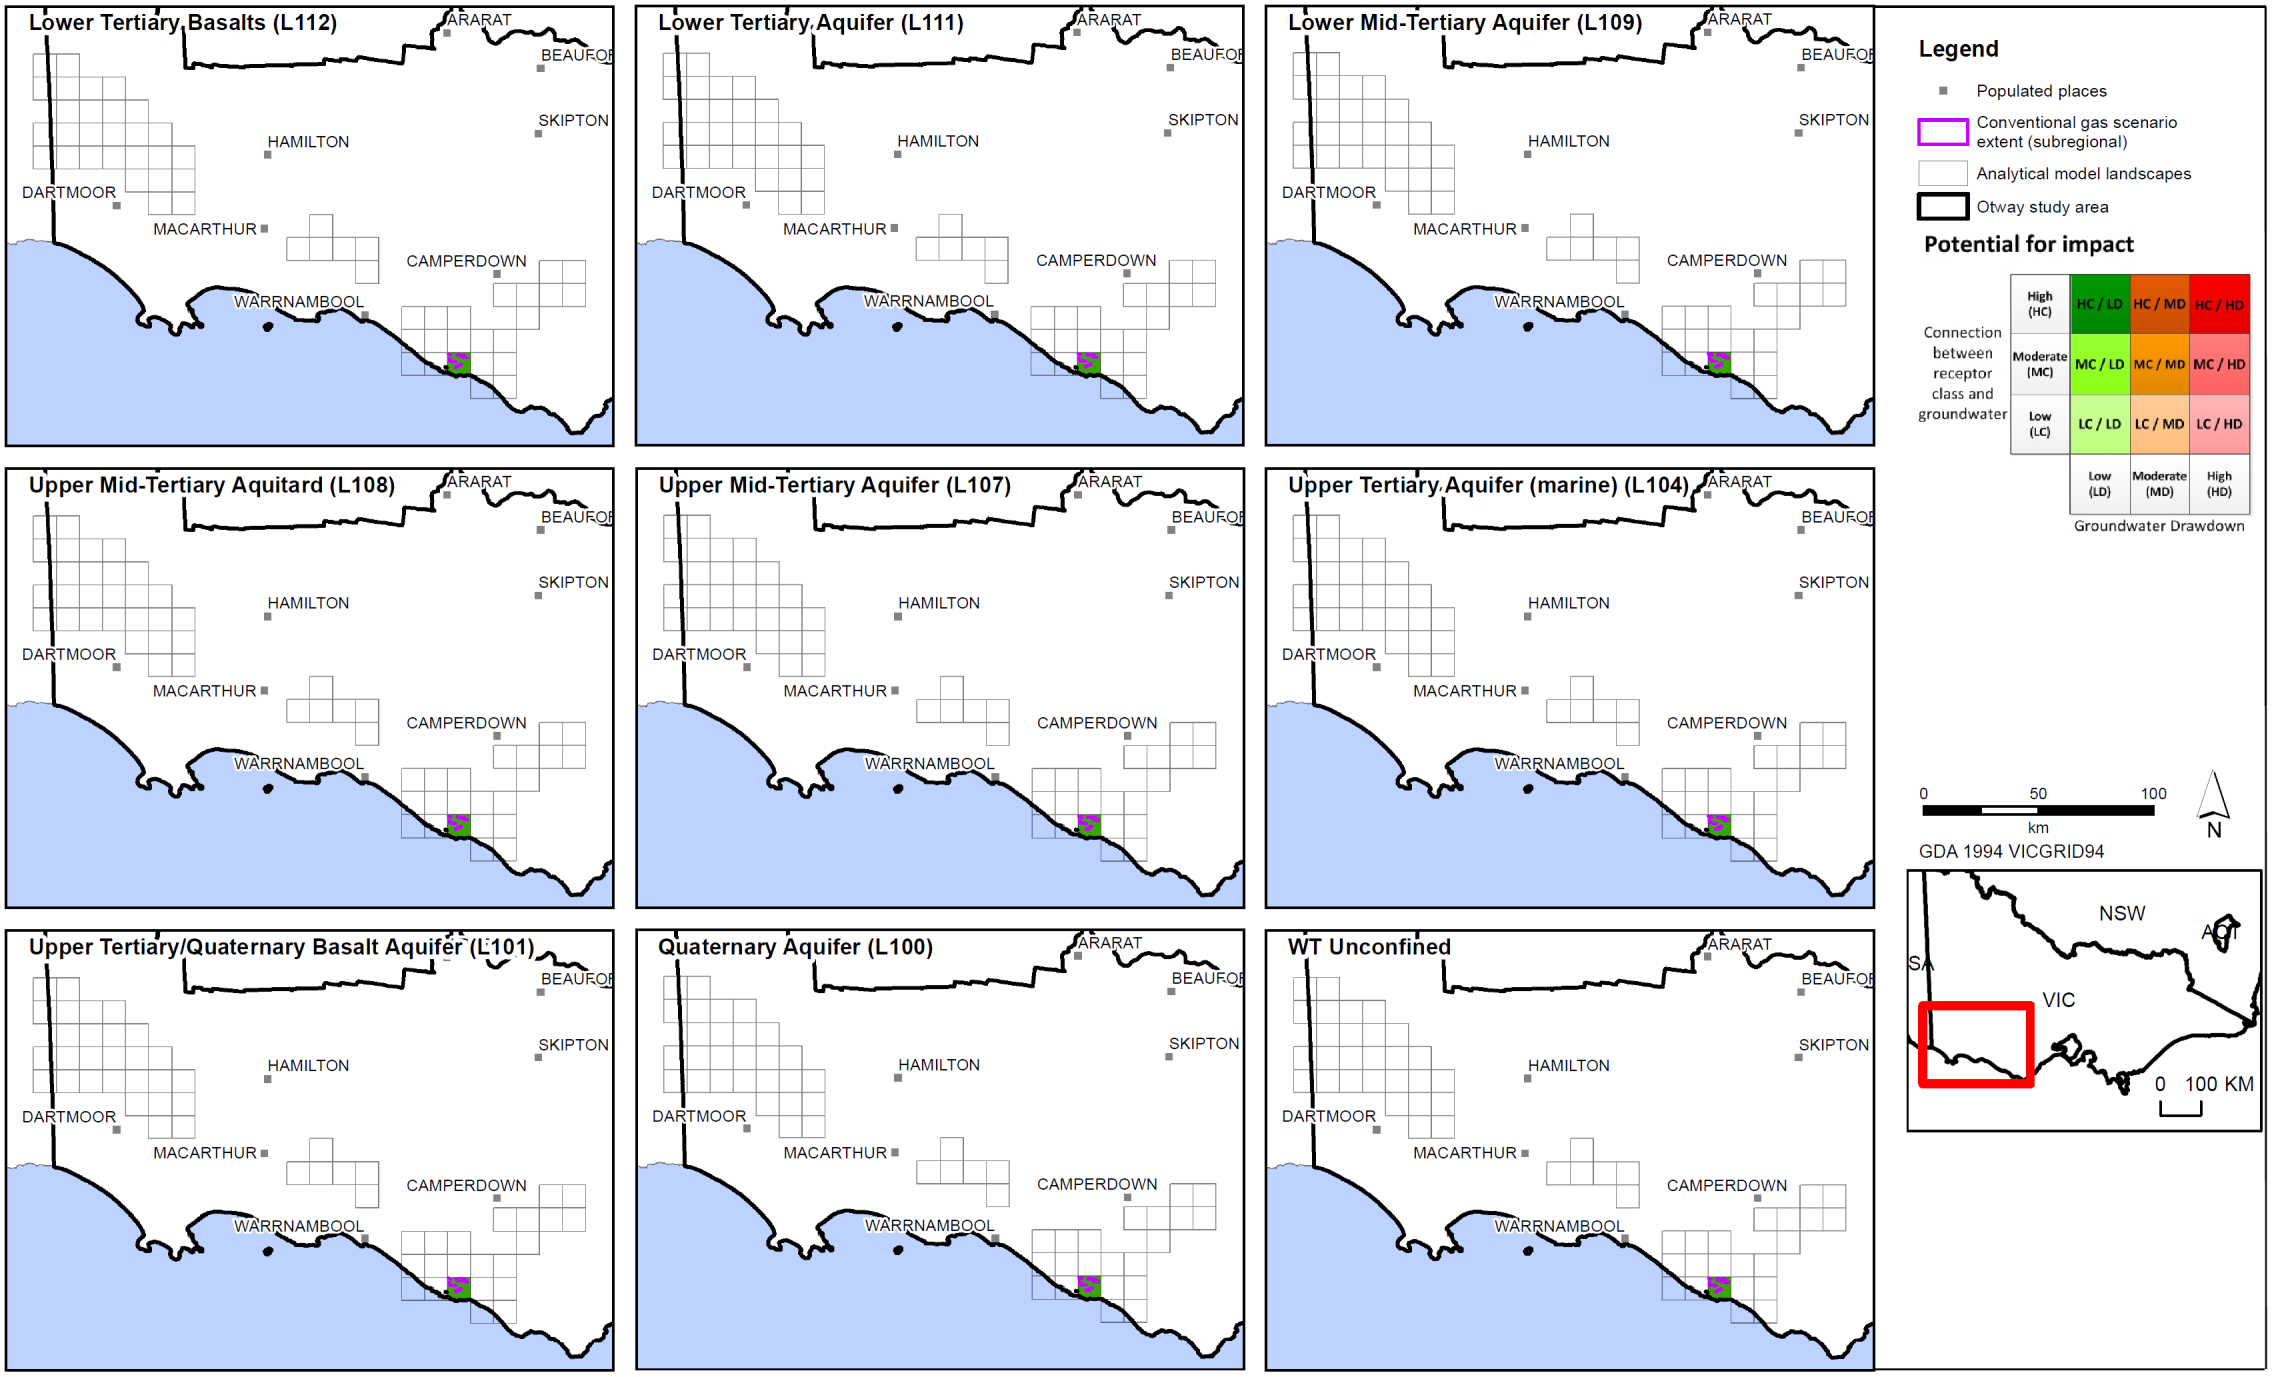 Lower Tertiary Basalts (L112)
ARARAT
BEAUFOR
SKIPTON
HAMILTON
DARTMOOR
MACARTHUR
CAMPERDOWN
WARRNAMBOOL
Lower Tertiary Aquifer (L111)
ARARAT
BEAUFOR
SKIPTON
HAMILTON
DARTMOOR
MACARTHUR
CAMPERDOWN
WARRNAMBOOL
Lower Mid-Tertiary Aquifer (L109)
ARARAT
BEAUFOR
SKIPTON
HAMILTON
DARTMOOR
MACARTHUR
CAMPERDOWN
WARRNAMBOOL
Upper Mid-Tertiary Aquitard (L108)
ARARAT
BEAUFOR
SKIPTON
HAMILTON
DARTMOOR
MACARTHUR
CAMPERDOWN
WARRNAMBOOL
Upper Mid-Tertiary Aquifer (L107)
ARARAT
BEAUFOR
SKIPTON
HAMILTON
DARTMOOR
MACARTHUR
CAMPERDOWN
WARRNAMBOOL
Upper Tertiary Aquifer (marine) (L104)
ARARAT
BEAUFOR
SKIPTON
HAMILTON
DARTMOOR
MACARTHUR
CAMPERDOWN
WARRNAMBOOL
Upper Tertiary/Quaternary Basalt Aquifer (L101)
BEAUFOR
SKIPTON
HAMILTON
DARTMOOR
MACARTHUR
CAMPERDOWN
WARRNAMBOOL
Quaternary Aquifer (L100)
ARARAT
BEAUFOR
SKIPTON
HAMILTON
DARTMOOR
MACARTHUR
CAMPERDOWN
WARRNAMBOOL
WT Unconfined
ARARAT
BEAUFOR
SKIPTON
HAMILTON
DARTMOOR
MACARTHUR
CAMPERDOWN
WARRNAMBOOL
Legend
Populated places
Conventional gas scenario
extent (subregional)
Analytical model landscapes
Otway study area
Potential for impact
Connection
between
receptor
class and
groundwater
High
(HC)
HC / LD
HC / MD
HC / HD
Moderate
(MC)
MC / LD
MC / MD
MC / HD
Low
(LC)
LC / LD
LC / MD
LC / HD
Low
(LD)
Moderate
(MD)
High
(HD)
Groundwater Drawdown
0 50 100
km
N
GDA 1994 VICGRID94
NSW
ACT
SA
VIC
0 100 KM